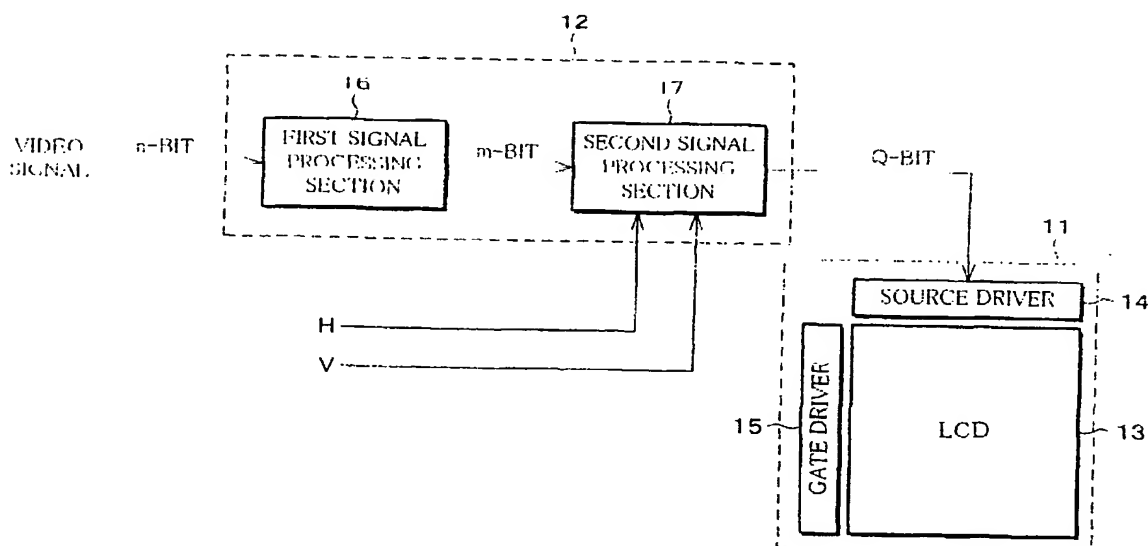 12
16
17
VIDEO
SIGNAL
n-BIT
FIRST SIGNAL
PROCESSING
SECTION
m-BIT
SECOND SIGNAL
PROCESSING
SECTION
Q-BIT
11
SOURCE DRIVER
14
H
V
15
GATE DRIVER
LCD
13